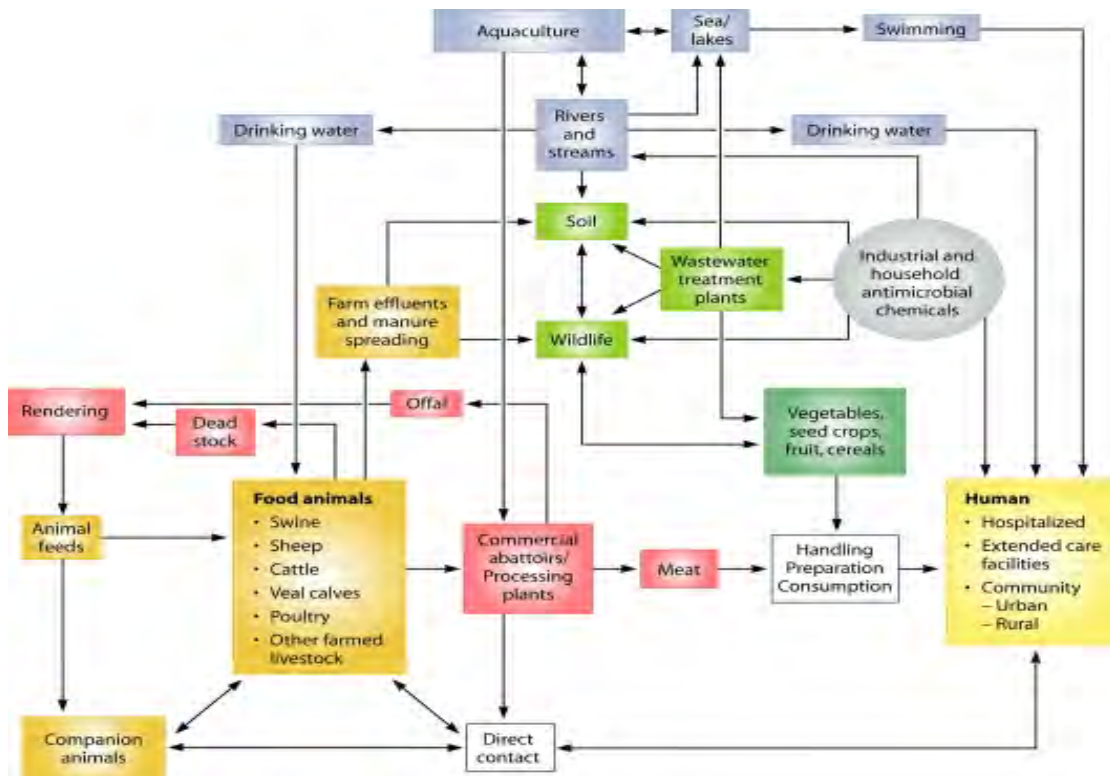 Aquaculture
Sea/
lakes
Swimming
Drinking water
Rivers
and
streams
Drinking water
Soil
Wastewater
treatment
plants
Industrial and
household
antimicrobial
chemicals
Farm effluents
and manure
spreading
Wildlife
Rendering
Dead
stock
Offal
Vegetables,
seed crops,
fruit, cereals
Animal
feeds
Food animals
• Swine
• Sheep
• Cattle
• Veal calves
• Poultry
• Other farmed
livestock
Commercial
abattoirs/
Processing
plants
Meat
Handling
Preparation
Consumption
Human
• Hospitalized
• Extended care
facilities
• Community
– Urban
– Rural
Companion
animals
Direct
contact